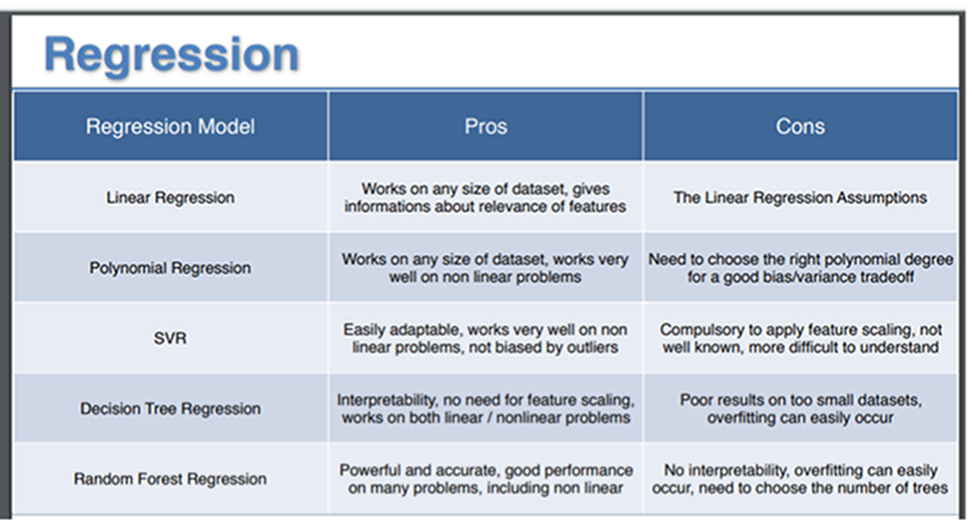 Regression
Regression Model Pros Cons
Linear Regression
Works on any size of dataset, gives
informations about relevance of features
The Linear Regression Assumptions
Polynomial Regression
Works on any size of dataset, works very
well on non linear problems
Need to choose the right polynomial degree
for a good bias/variance tradeoff
SVR
Easily adaptable, works very well on non
linear problems, not biased by outliers
Compulsory to apply feature scaling, not
well known, more difficult to understand
Decision Tree Regression
Interpretability, no need for feature scaling,
works on both linear / nonlinear problems
Poor results on too small datasets,
overfitting can easily occur
Random Forest Regression
Powerful and accurate, good performance
on many problems, including non linear
No interpretability, overfitting can easily
occur, need to choose the number of trees